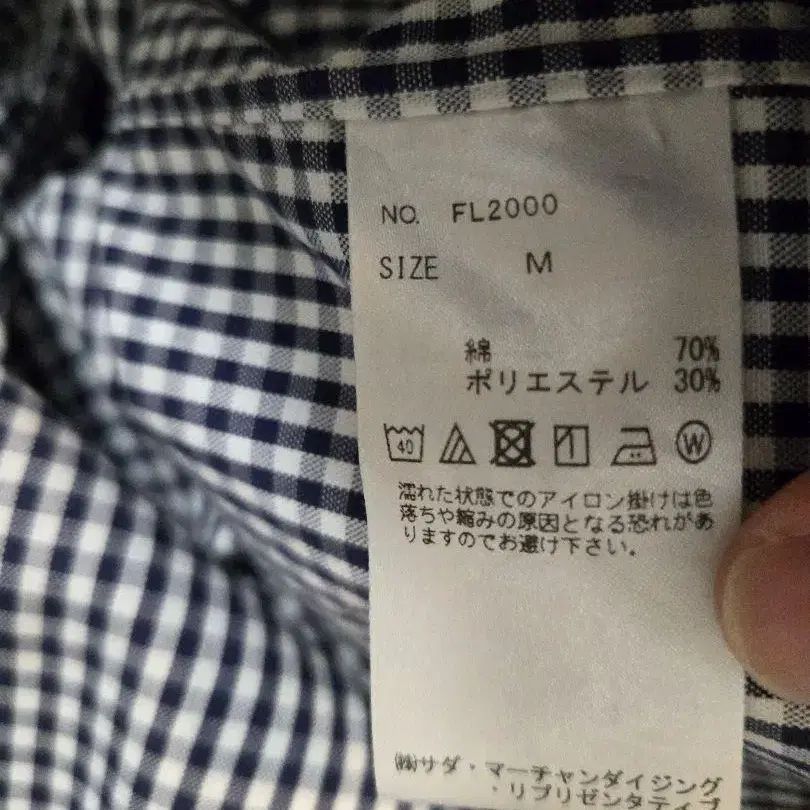 NO. FL2000
SIZE M
綿 70%
ポリエステル 30%
40
W
濡れた状態でのアイロン掛けは色
落ちや縮みの原因となる恐れがあ
りますのでお避け下さい。
㈱サダ・マーチャンダイジング
・リプリゼンタティブ